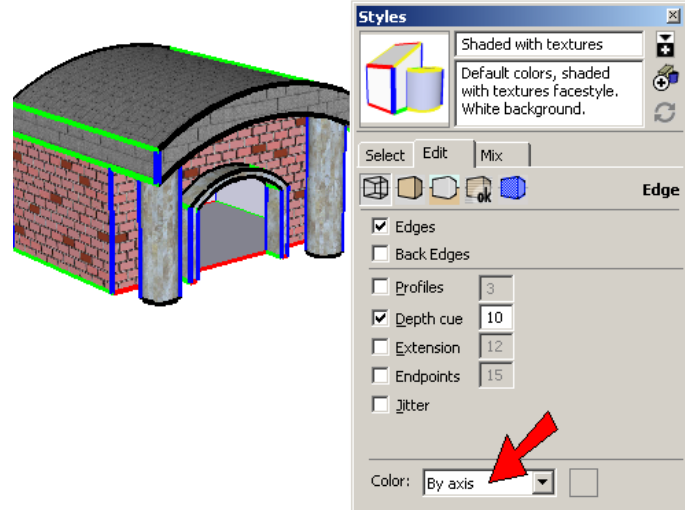 Styles
Shaded with textures
Default colors, shaded
with textures facestyle.
White background.
Select Edit Mix
ok Edge
Edges
Back Edges
Profiles 3
Depth cue 10
Extension 12
Endpoints 15
Jitter
Color: By axis